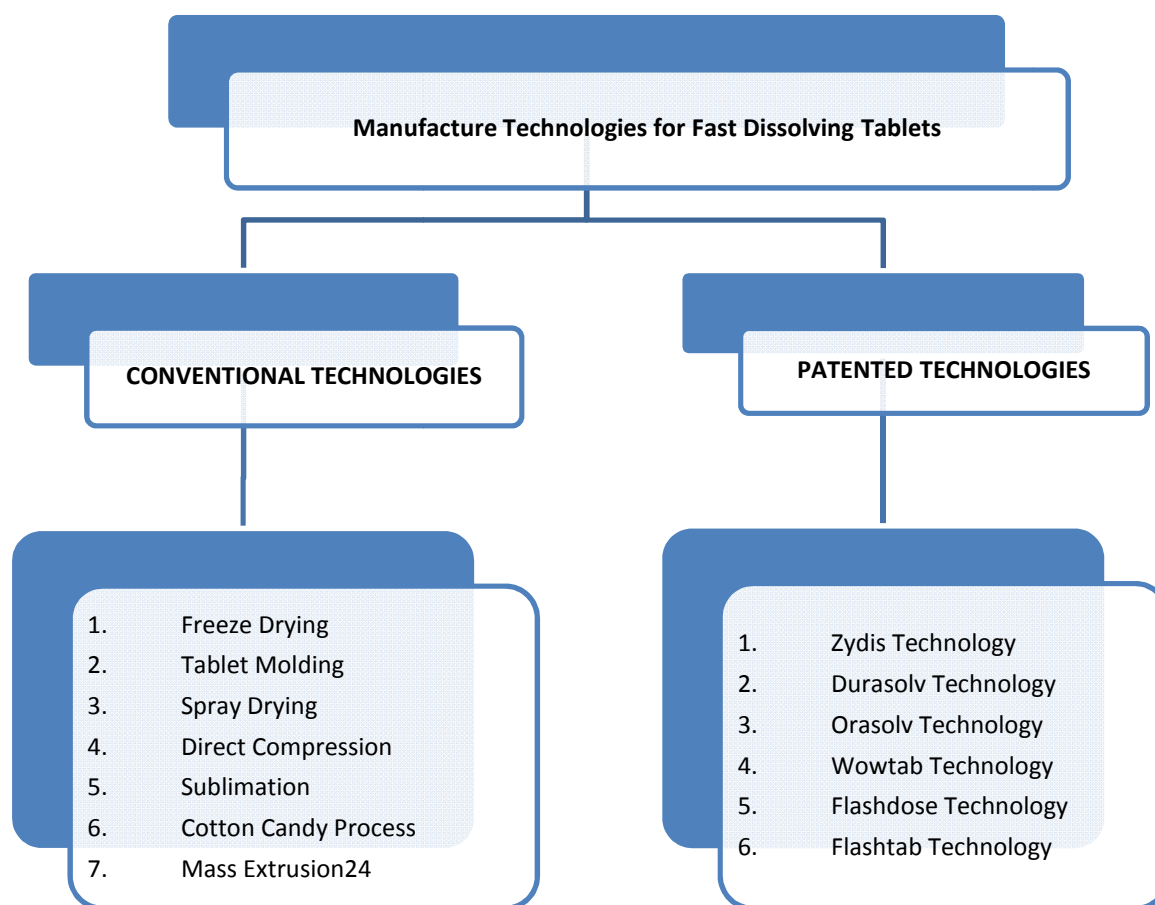 Manufacture Technologies for Fast Dissolving Tablets
CONVENTIONAL TECHNOLOGIES
1. Freeze Drying
2. Tablet Molding
3. Spray Drying
4. Direct Compression
5. Sublimation
6. Cotton Candy Process
7. Mass Extrusion24
PATENTED TECHNOLOGIES
1. Zydis Technology
2. Durasolv Technology
3. Orasolv Technology
4. Wowtab Technology
5. Flashdose Technology
6. Flashtab Technology